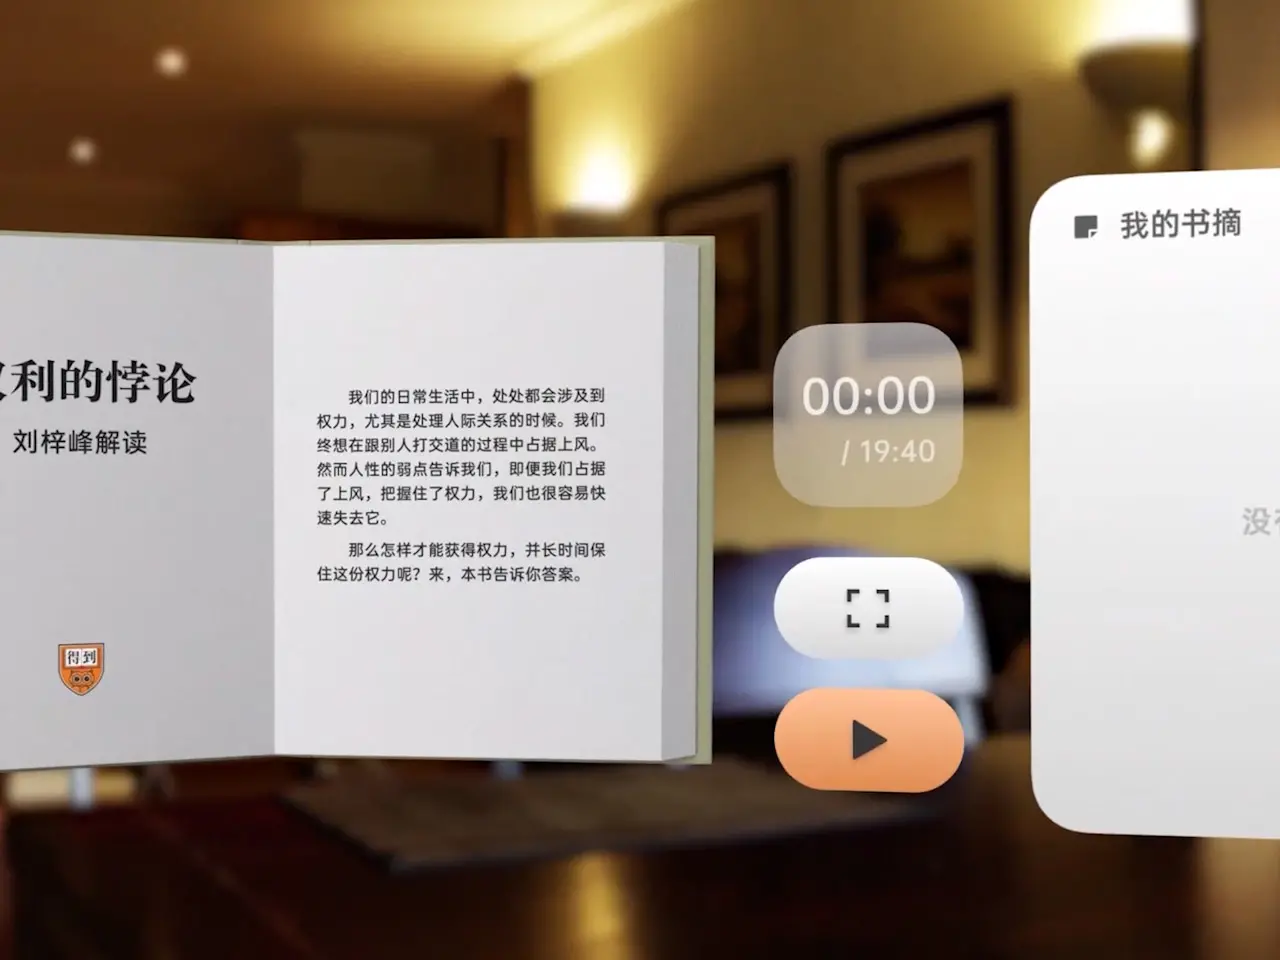 利的悖论
刘梓峰解读
得到
我们的日常生活中，处处都会涉及到
权力，尤其是处理人际关系的时候。我们
终想在跟别人打交道的过程中占据上风。
然而人性的弱点告诉我们，即便我们占据
了上风，把握住了权力，我们也很容易快
速失去它。
那么怎样才能获得权力，并长时间保
住这份权力呢？来，本书告诉你答案。
00:00
/ 19:40
我的书摘
没